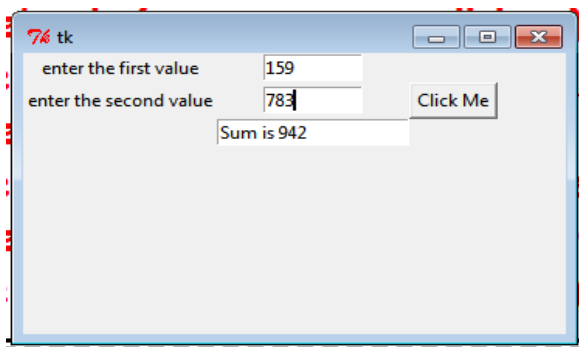 tk
enter the first value 159
enter the second value 783 Click Me
Sum is 942